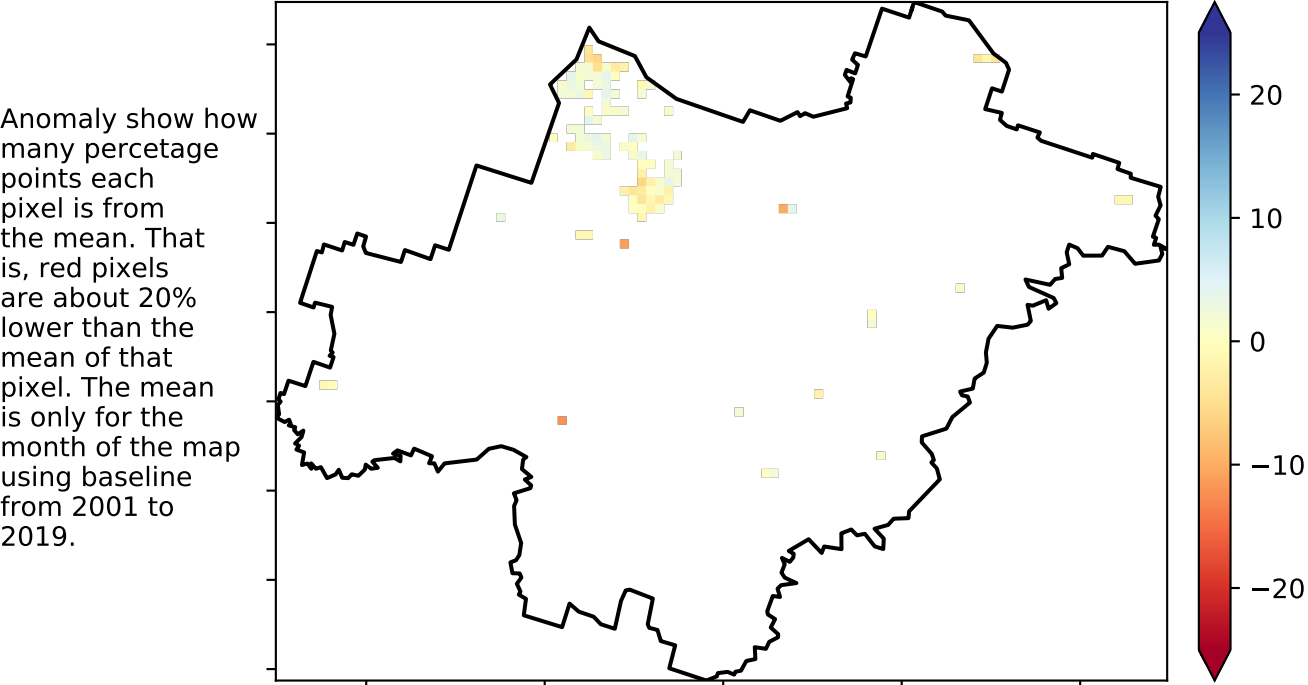 Anomaly show how
many percetage
points each
pixel is from
the mean. That
is, red pixels
are about 20%
lower than the
mean of that
pixel. The mean
is only for the
month of the map
using baseline
from 2001 to
2019.
20
10
0
−10
−20